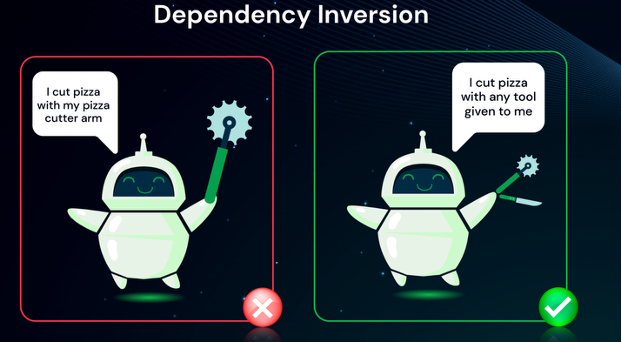 Dependency Inversion
I cut pizza
with my pizza
cutter arm
I cut pizza
with any tool
given to me